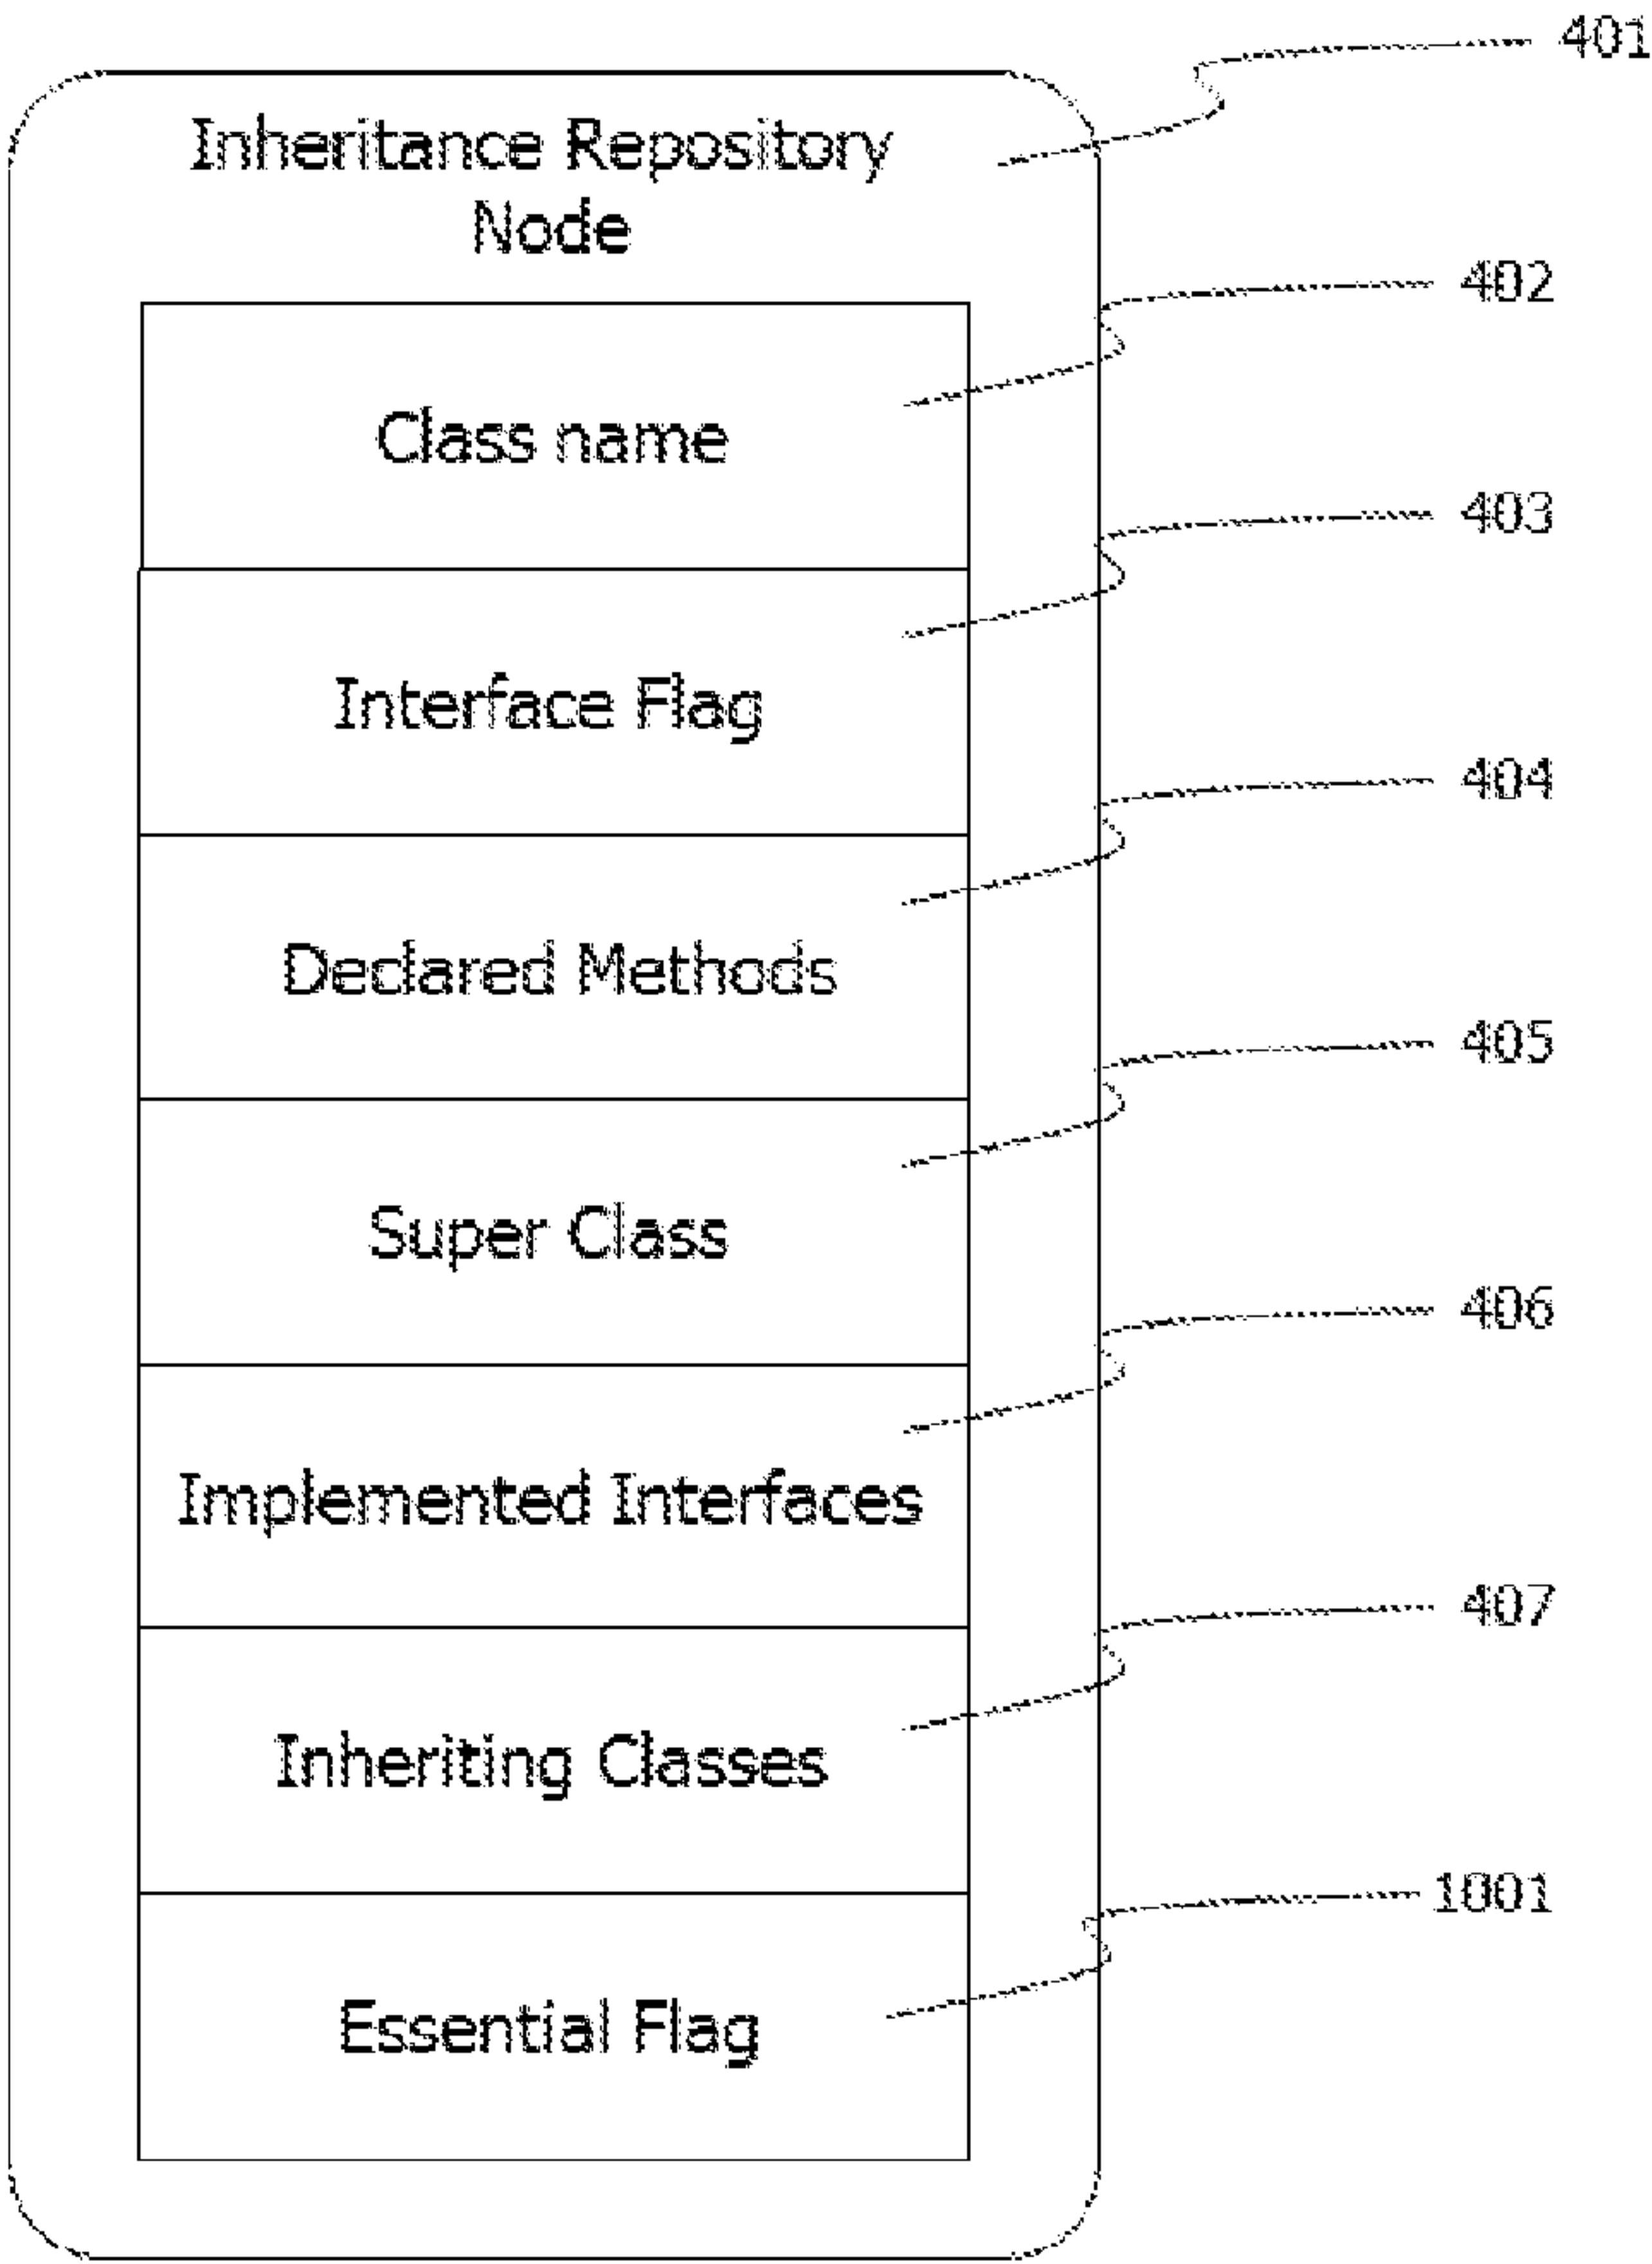 401
Inheritance Repository
Node
402
Class name
403
Interface Flag
404
Declared Methods
405
Super Class
406
Implemented Interfaces
407
Inheriting Classes
1001
Essential Flag